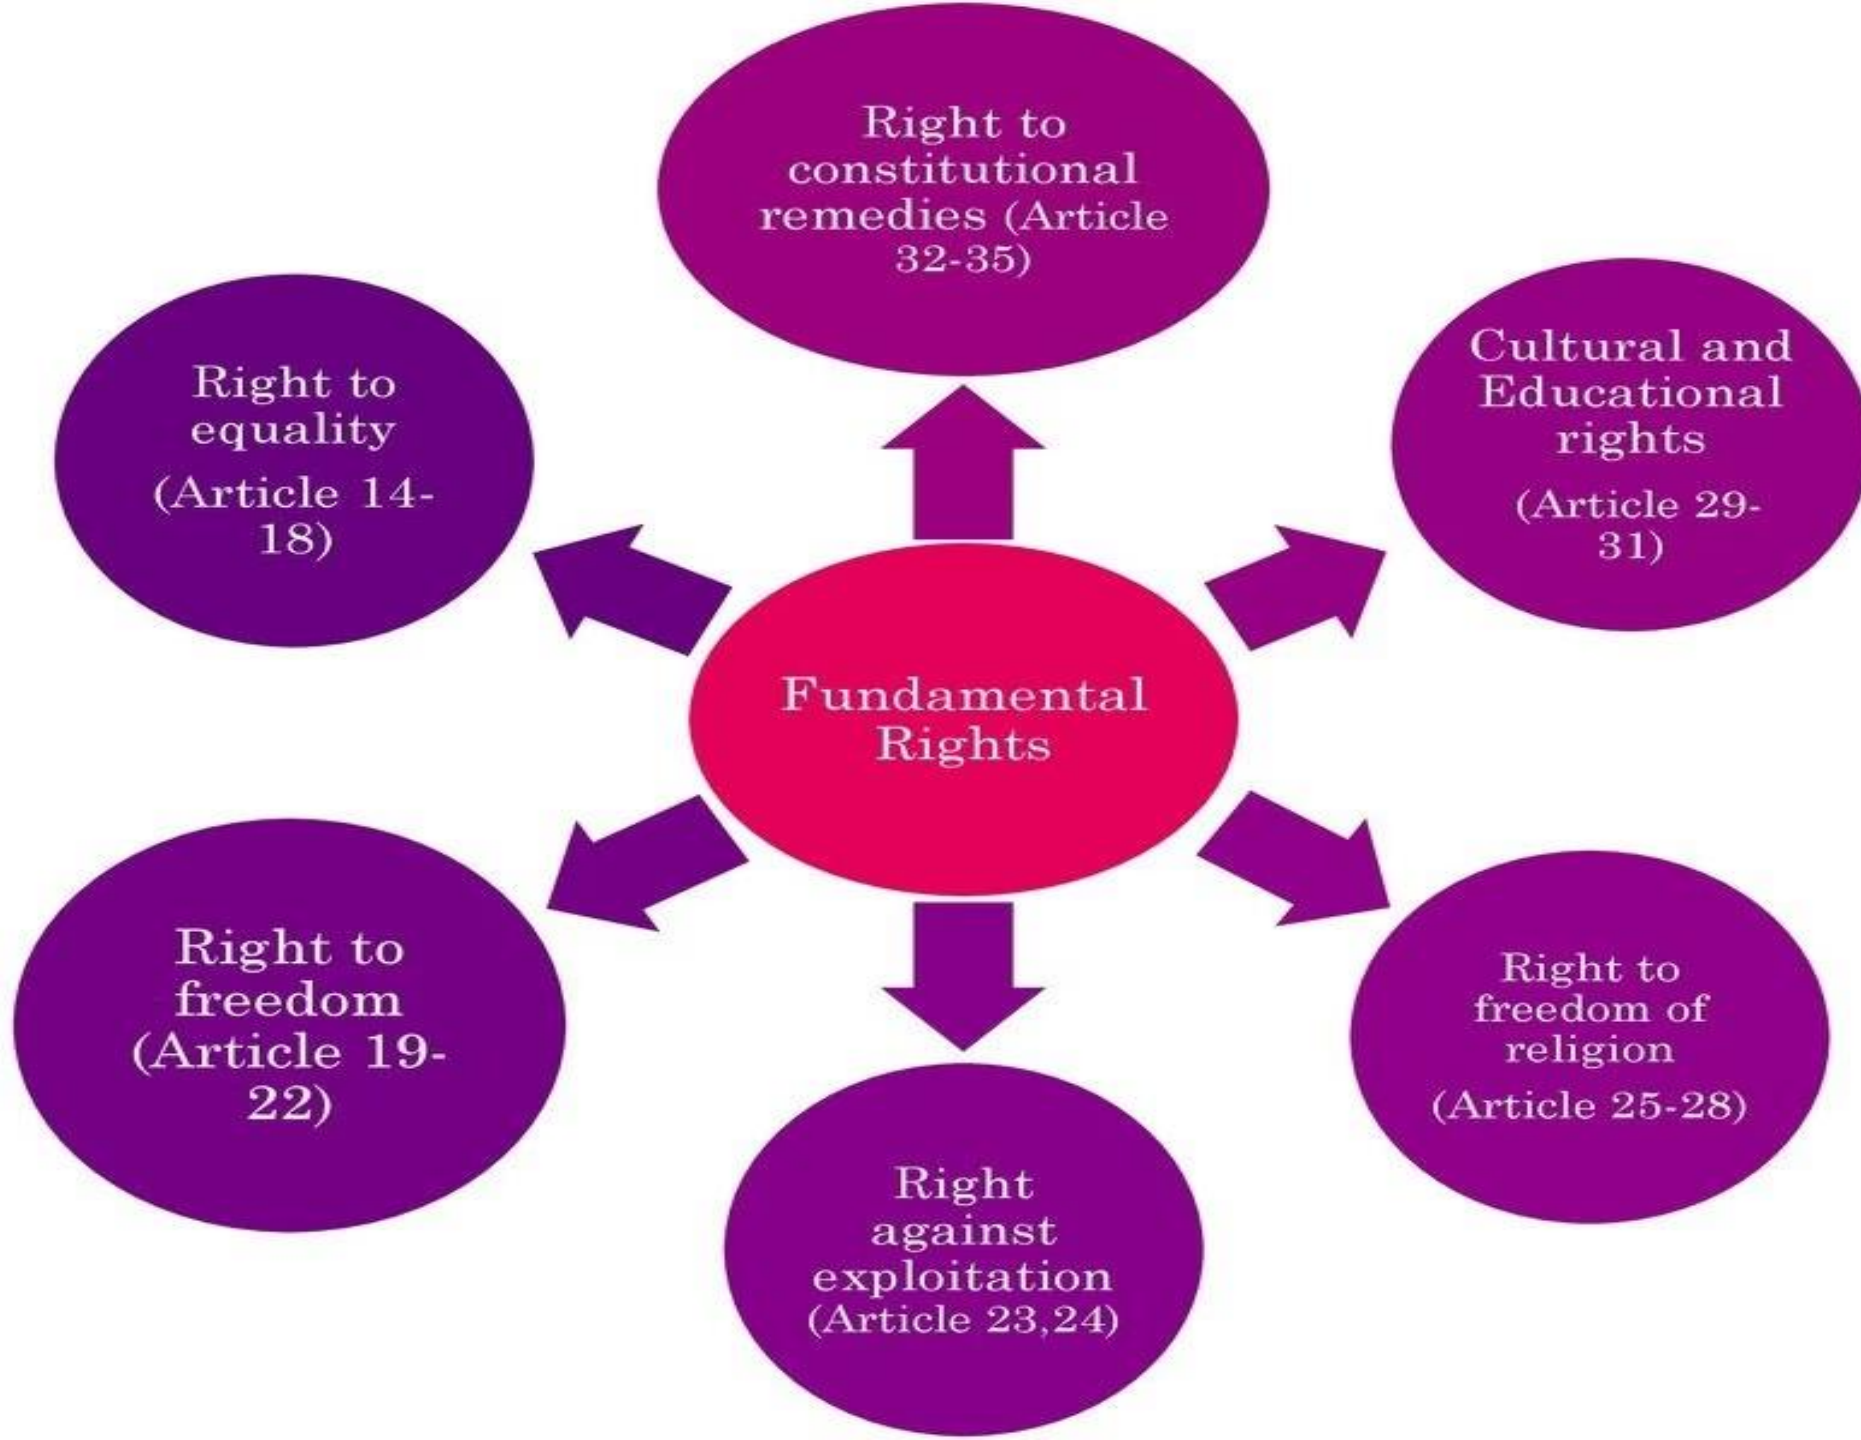 Right to
constitutional
remedies (Article
32-35)
Cultural and
Educational
rights
(Article 29-
31)
Right to
equality
(Article 14-
18)
Fundamental
Rights
Right to
freedom
(Article 19-
22)
Right to
freedom of
religion
(Article 25-28)
Right
against
exploitation
(Article 23,24)